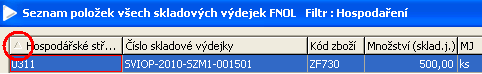 Seznam položek všech skladových výdejek FNOL Filtr : Hospodaření
Hospodářské stř... Číslo skladové výdejky Kód zboží Množství (sklad.j.) MJ
0311 SVIOP-2010-SZM1-001501 ZF730 500,00 ks